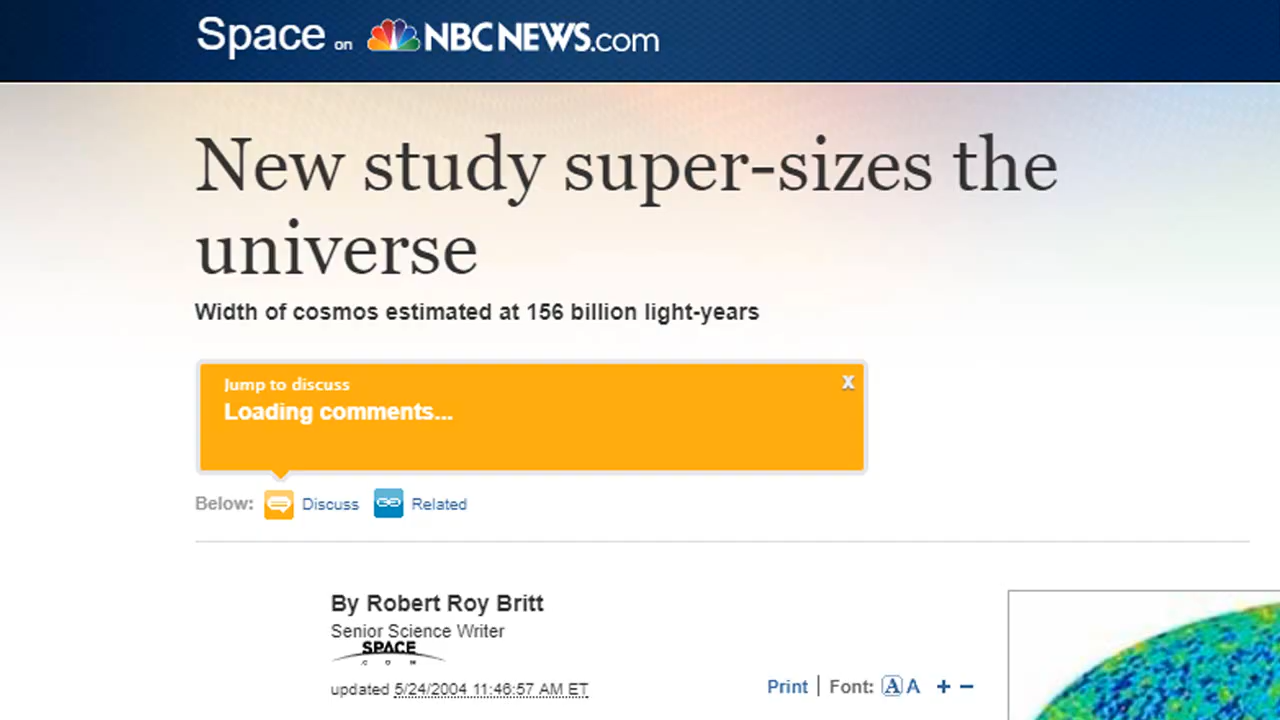 Space on NBCNEWS.com
New study super-sizes the
universe
Width of cosmos estimated at 156 billion light-years
Jump to discuss
X
Loading comments...
Below: Discuss Related
By Robert Roy Britt
Senior Science Writer
SPACE
.COM
updated 5/24/2004 11:46:57 AM ET
Print | Font: A A + −